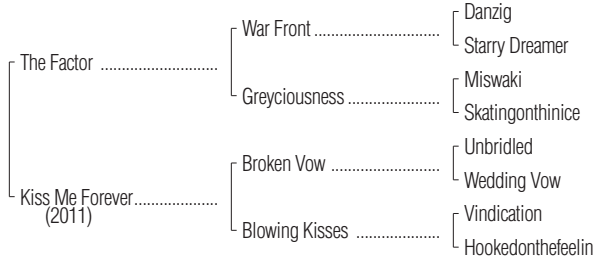 Danzig
War Front ..............................
Starry Dreamer
The Factor ............................
Miswaki
Greyciousness .......................
Skatingonthinice
Unbridled
Broken Vow ...........................
Wedding Vow
Kiss Me Forever.....................
(2011)
Vindication
Blowing Kisses .....................
Hookedonthefeelin